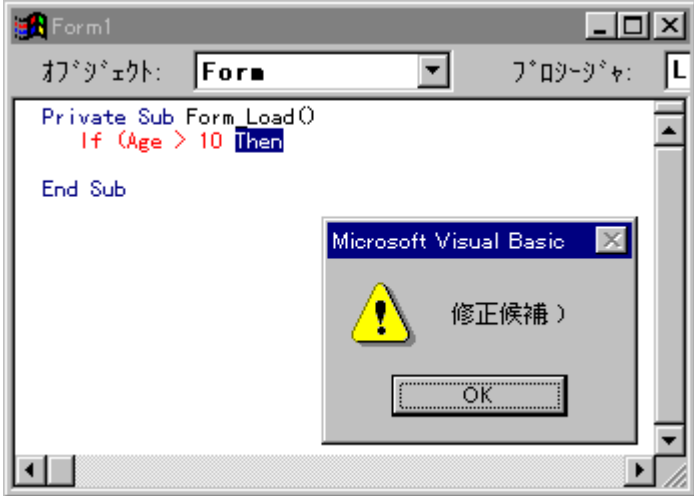 Form1
オブジェクト: Form プロシージャ: L
Private Sub Form_Load()
If (Age > 10 Then
End Sub
Microsoft Visual Basic
修正候補 )
OK